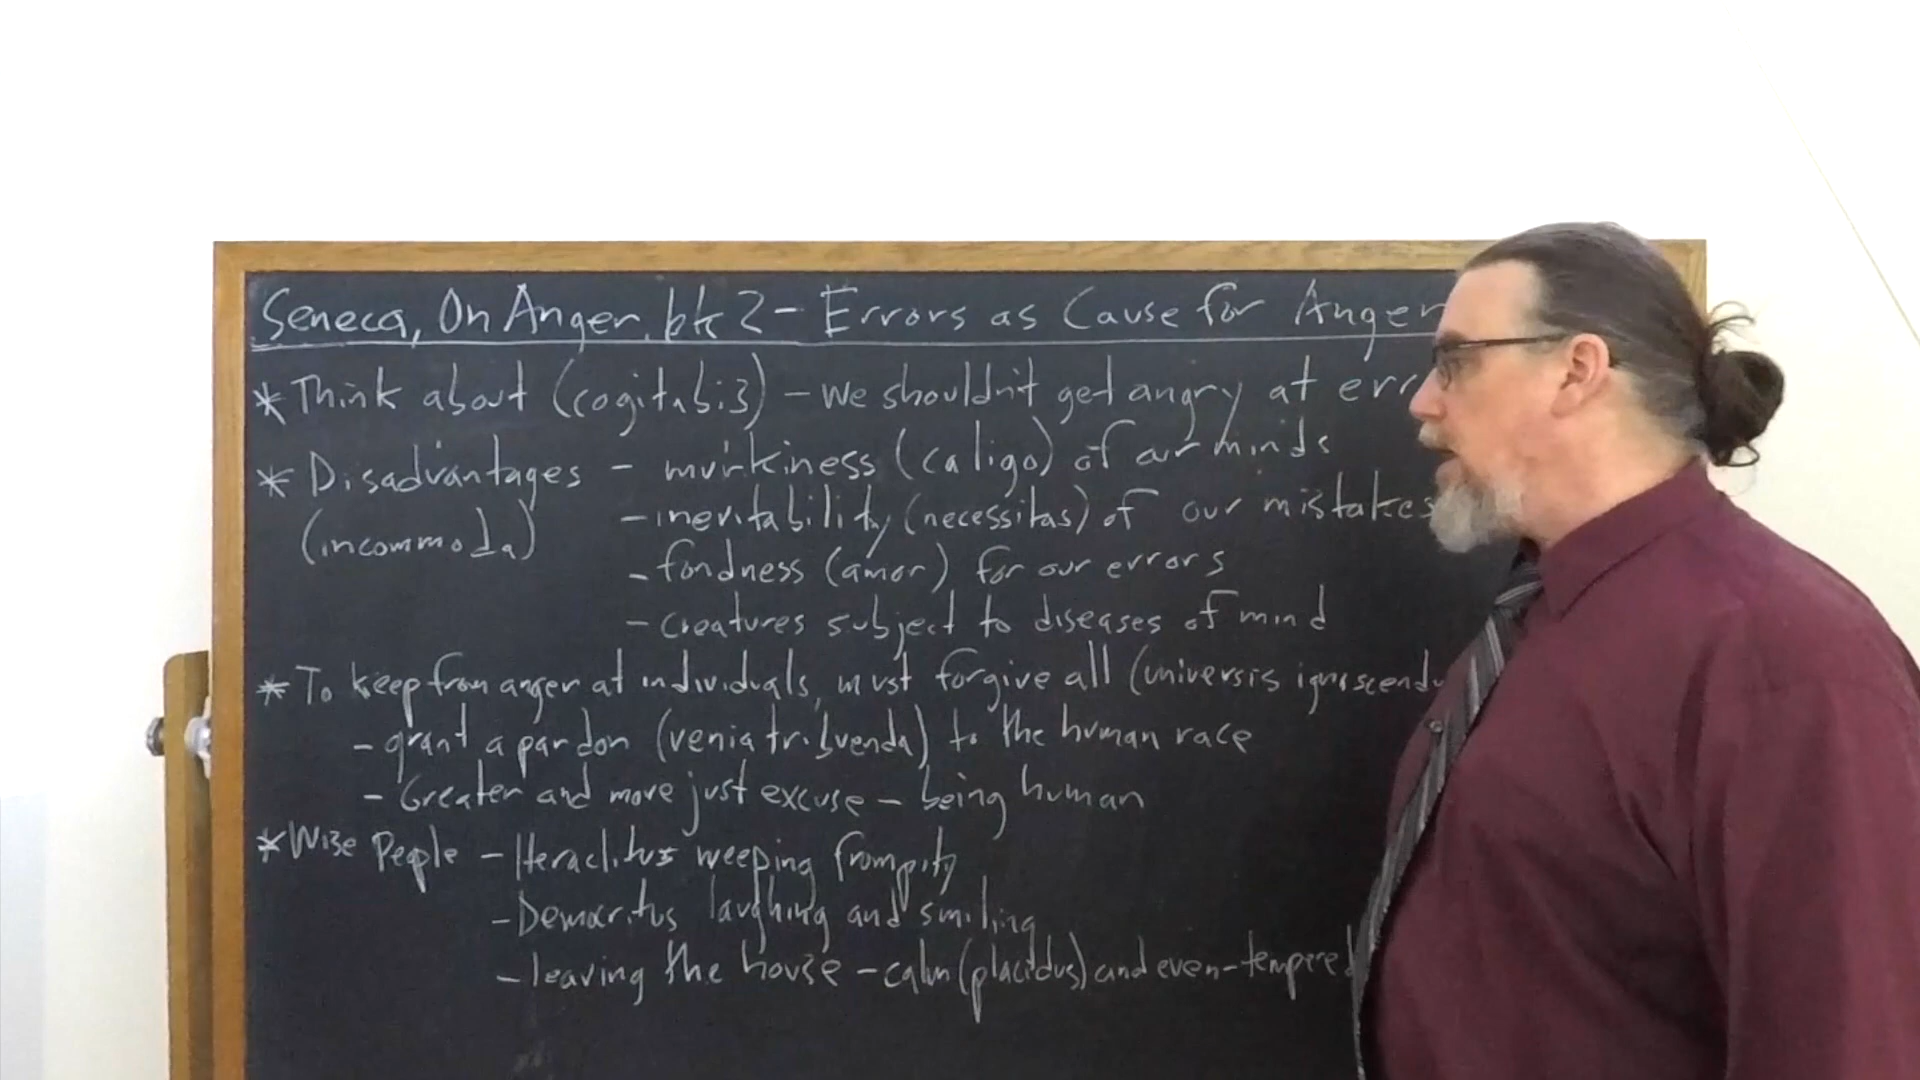 Seneca, On Anger, bk 2 - Errors as Cause for Anger
* Think about (cogitabis) - we shouldn't get angry at
* Disadvantages - murkiness (caligo) of our minds
(incommoda)
- inevitability (necessitas) of our mistakes
- fondness (amor) for our errors
- creatures subject to diseases of mind
* To keep from anger at individuals, must forgive all (universis
- grant a pardon (venia tribuenda) to the human race
- Greater and more just excuse - being human
* Wise People - Heraclitus weeping from pity
- Democritus laughing and smiling
- leaving the house - calm (placidus) and even-tempered